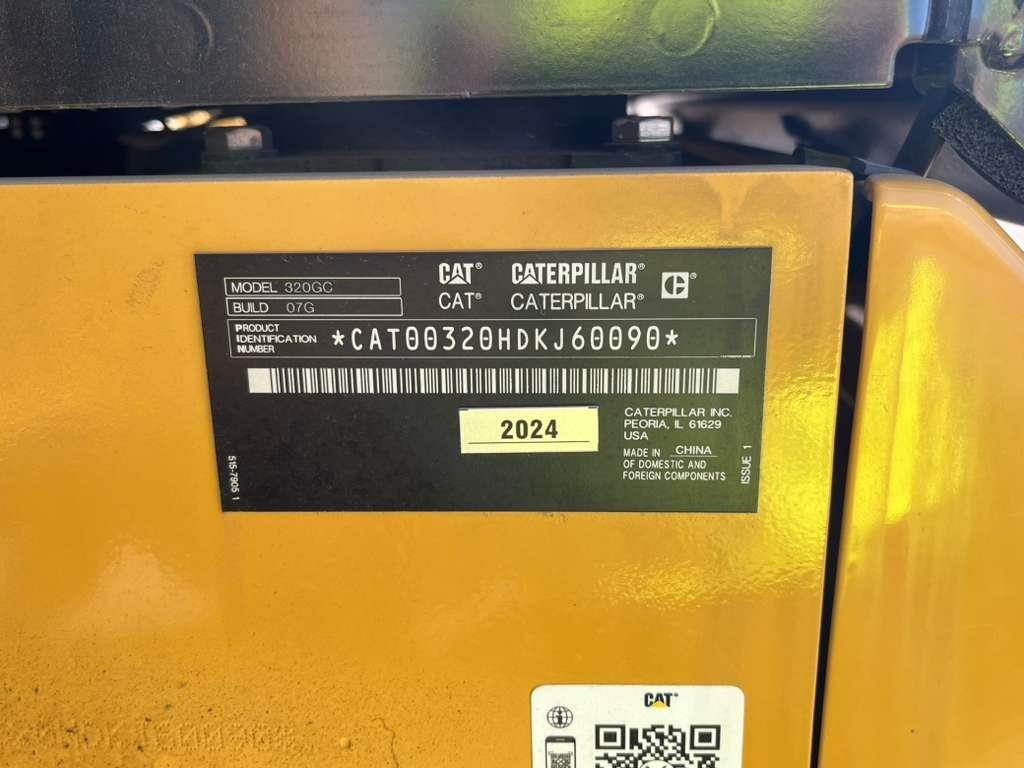 MODEL 320GC
BUILD 07G
CAT® CATERPILLAR®
CAT® CATERPILLAR®
C®
PRODUCT
IDENTIFICATION
NUMBER
*CAT00320HDKJ60090*
2024
CATERPILLAR INC.
PEORIA, IL 61629
USA
MADE IN CHINA
OF DOMESTIC AND
FOREIGN COMPONENTS
515-7905 1
ISSUE 1
CAT®